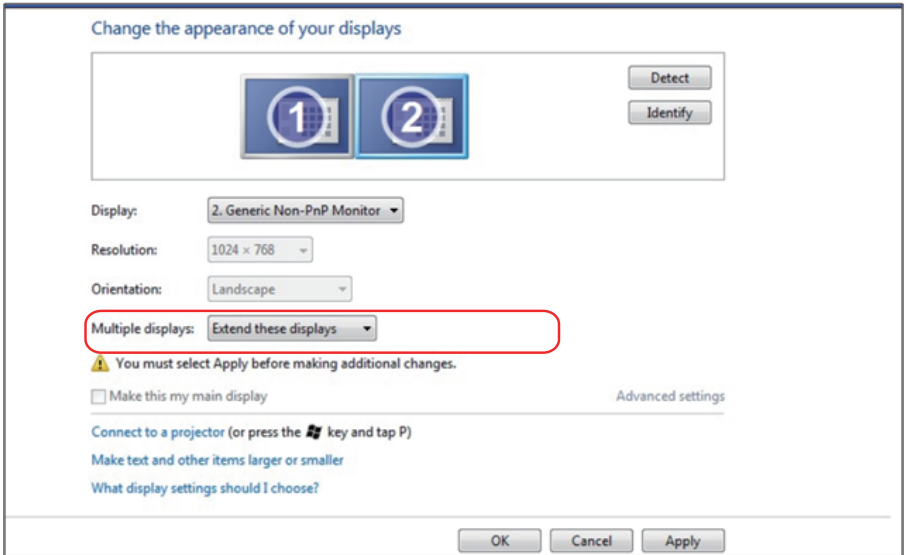 Change the appearance of your displays
1 2
Detect
Identify
Display: 2. Generic Non-PnP Monitor
Resolution: 1024 × 768
Orientation: Landscape
Multiple displays: Extend these displays
You must select Apply before making additional changes.
Make this my main display Advanced settings
Connect to a projector (or press the key and tap P)
Make text and other items larger or smaller
What display settings should I choose?
OK Cancel Apply